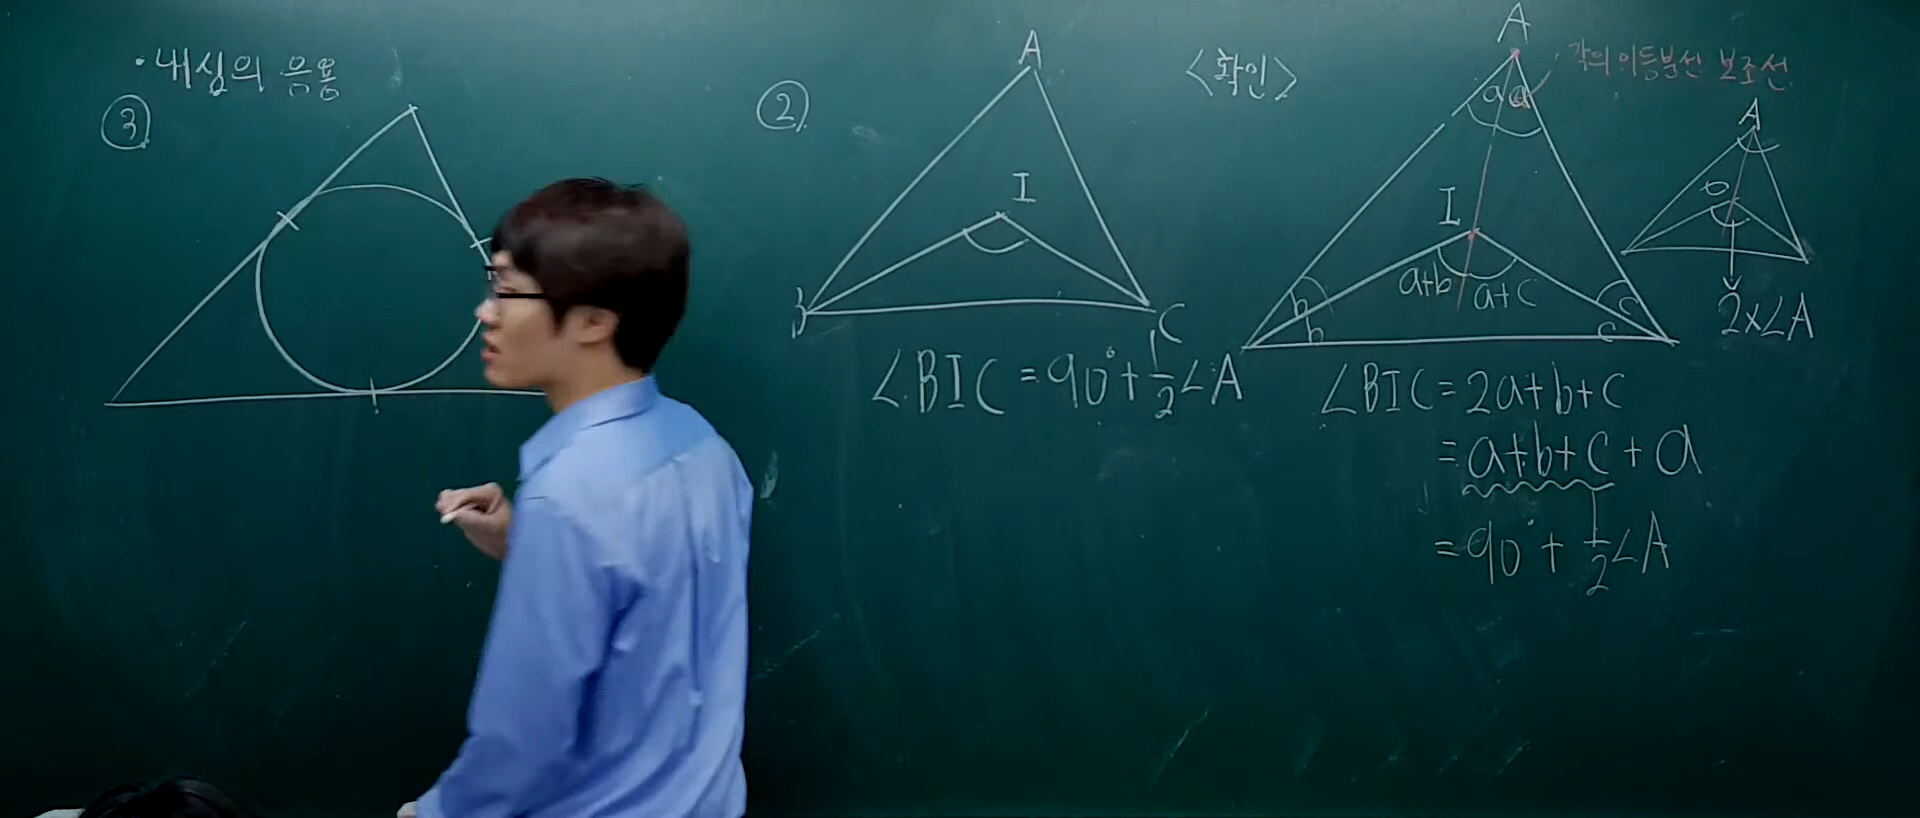 ·내심의 응용
③
②
A
I
B
C
∠BIC = 90° + 1/2∠A
<확인>
A
각의 이등분선 보조선
a a
I
a+b a+c
b
b
c
c
∠BIC = 2a+b+c
= a+b+c + a
= 90° + 1/2∠A
A
O
2×∠A